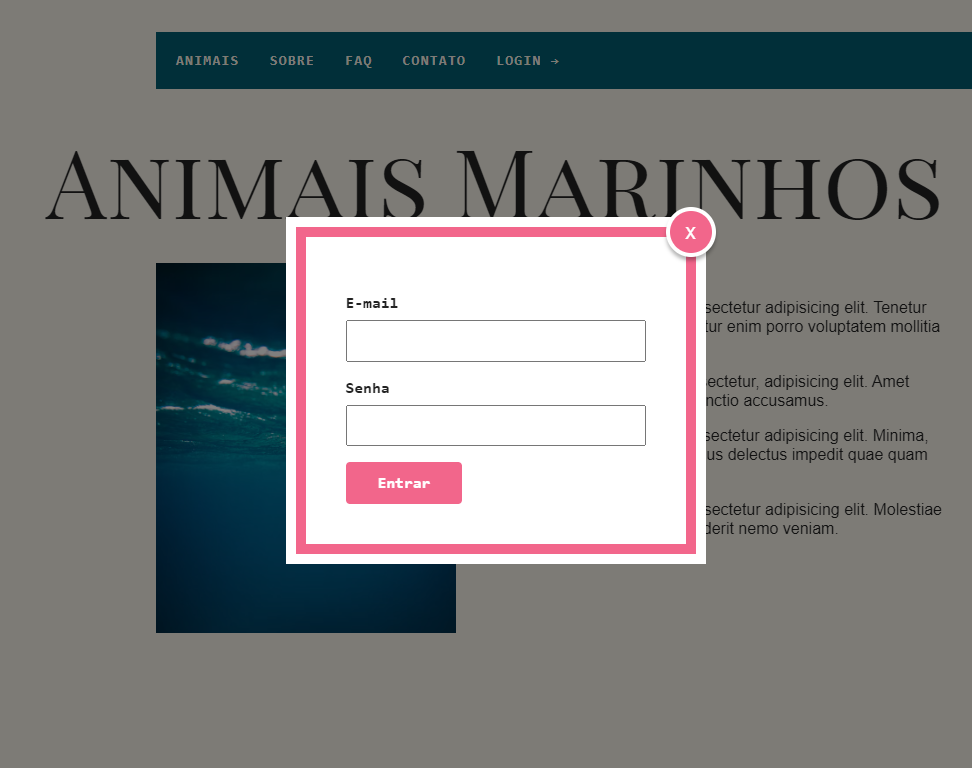 ANIMAIS SOBRE FAQ CONTATO LOGIN →
ANIMAIS MARINHOS
X
E-mail
Senha
Entrar
sectetur adipisicing elit. Tenetur
tur enim porro voluptatem mollitia
sectetur, adipisicing elit. Amet
nctio accusamus.
sectetur adipisicing elit. Minima,
us delectus impedit quae quam
sectetur adipisicing elit. Molestiae
derit nemo veniam.